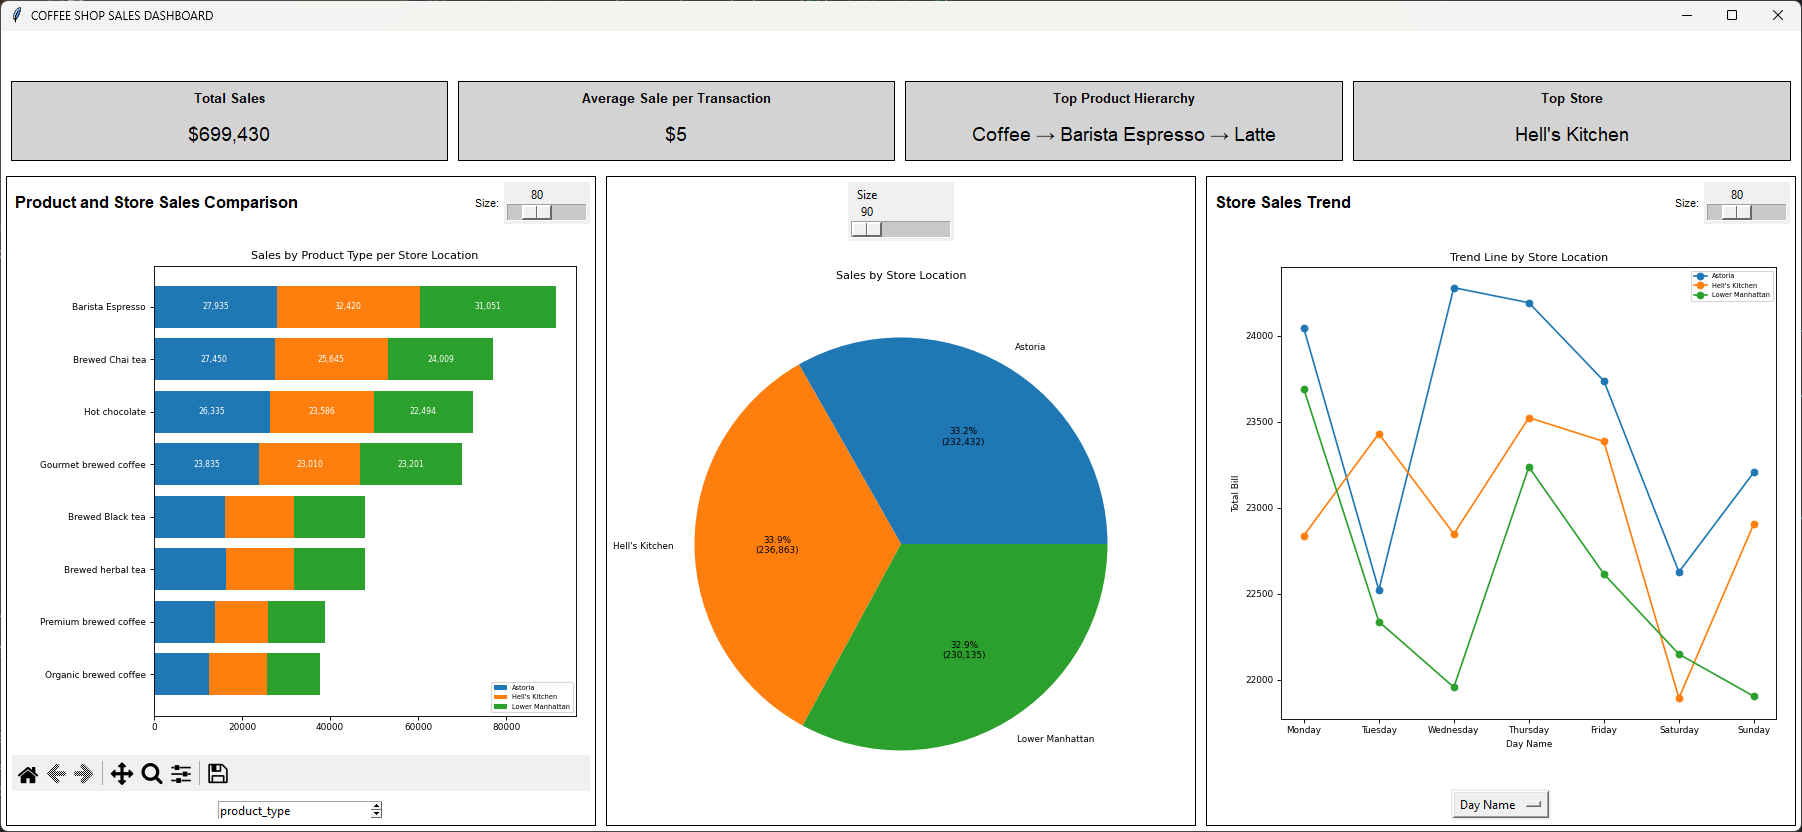 COFFEE SHOP SALES DASHBOARD
Total Sales
$699,430
Average Sale per Transaction
$5
Top Product Hierarchy
Coffee → Barista Espresso → Latte
Top Store
Hell's Kitchen
Product and Store Sales Comparison
Size:
80
Sales by Product Type per Store Location
Barista Espresso
27,935
32,420
31,051
Brewed Chai tea
27,450
25,645
24,009
Hot chocolate
26,335
23,586
22,494
Gourmet brewed coffee
23,835
23,010
23,201
Brewed Black tea
Brewed herbal tea
Premium brewed coffee
Organic brewed coffee
Astoria
Hell's Kitchen
Lower Manhattan
0
20000
40000
60000
80000
product_type
Size
90
Sales by Store Location
Astoria
33.2%
(232,432)
Hell's Kitchen
33.9%
(236,863)
32.9%
(230,135)
Lower Manhattan
Store Sales Trend
Size:
80
Trend Line by Store Location
Astoria
Hell's Kitchen
Lower Manhattan
24000
23500
23000
22500
22000
Total Bill
Monday
Tuesday
Wednesday
Thursday
Friday
Saturday
Sunday
Day Name
Day Name